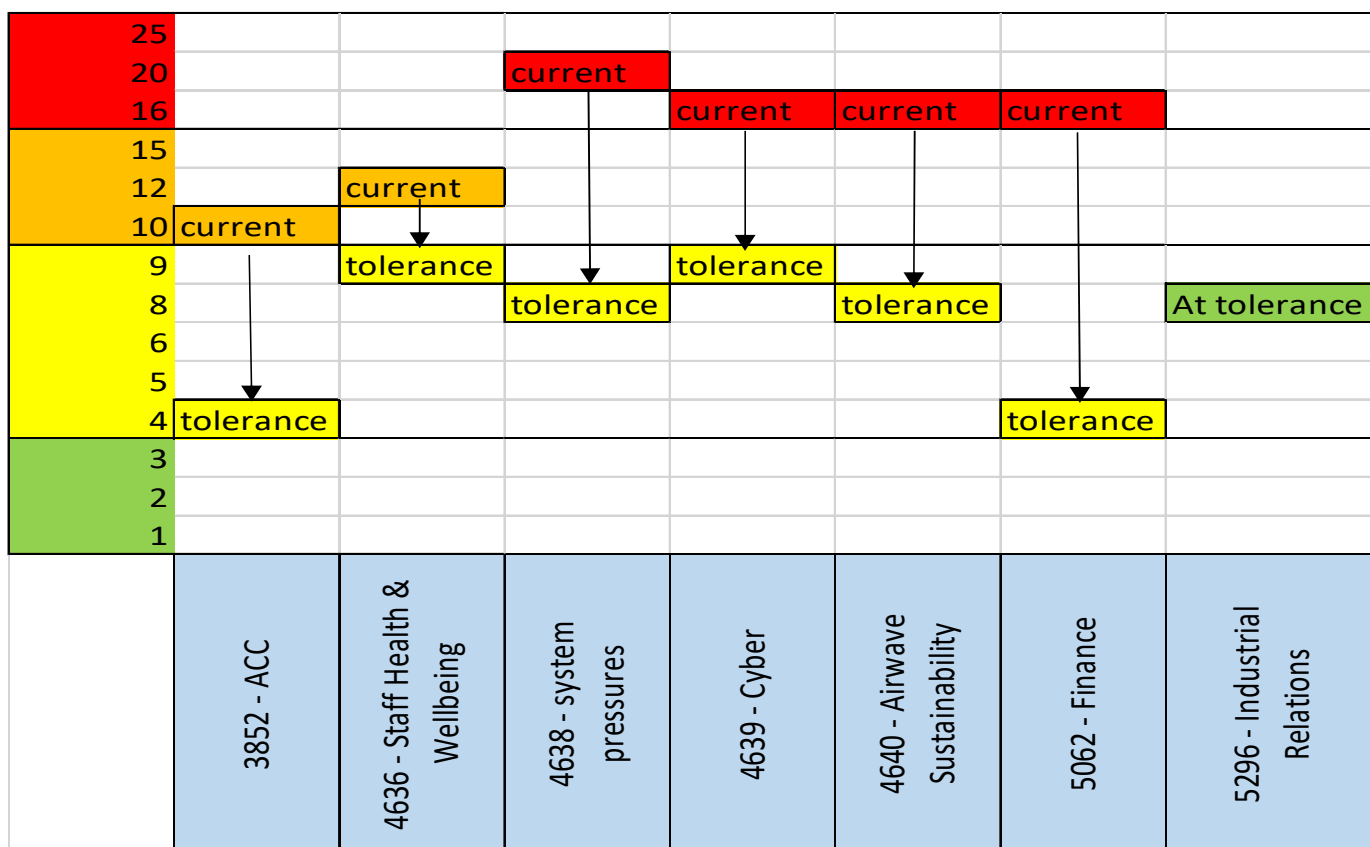 25
20 current
16 current current current
15
12 current
10 current
9 tolerance tolerance
8 tolerance tolerance At tolerance
6
5
4 tolerance tolerance
3
2
1
3852 - ACC
4636 - Staff Health &
Wellbeing
4638 - system
pressures
4639 - Cyber
4640 - Airwave
Sustainability
5062 - Finance
5296 - Industrial
Relations